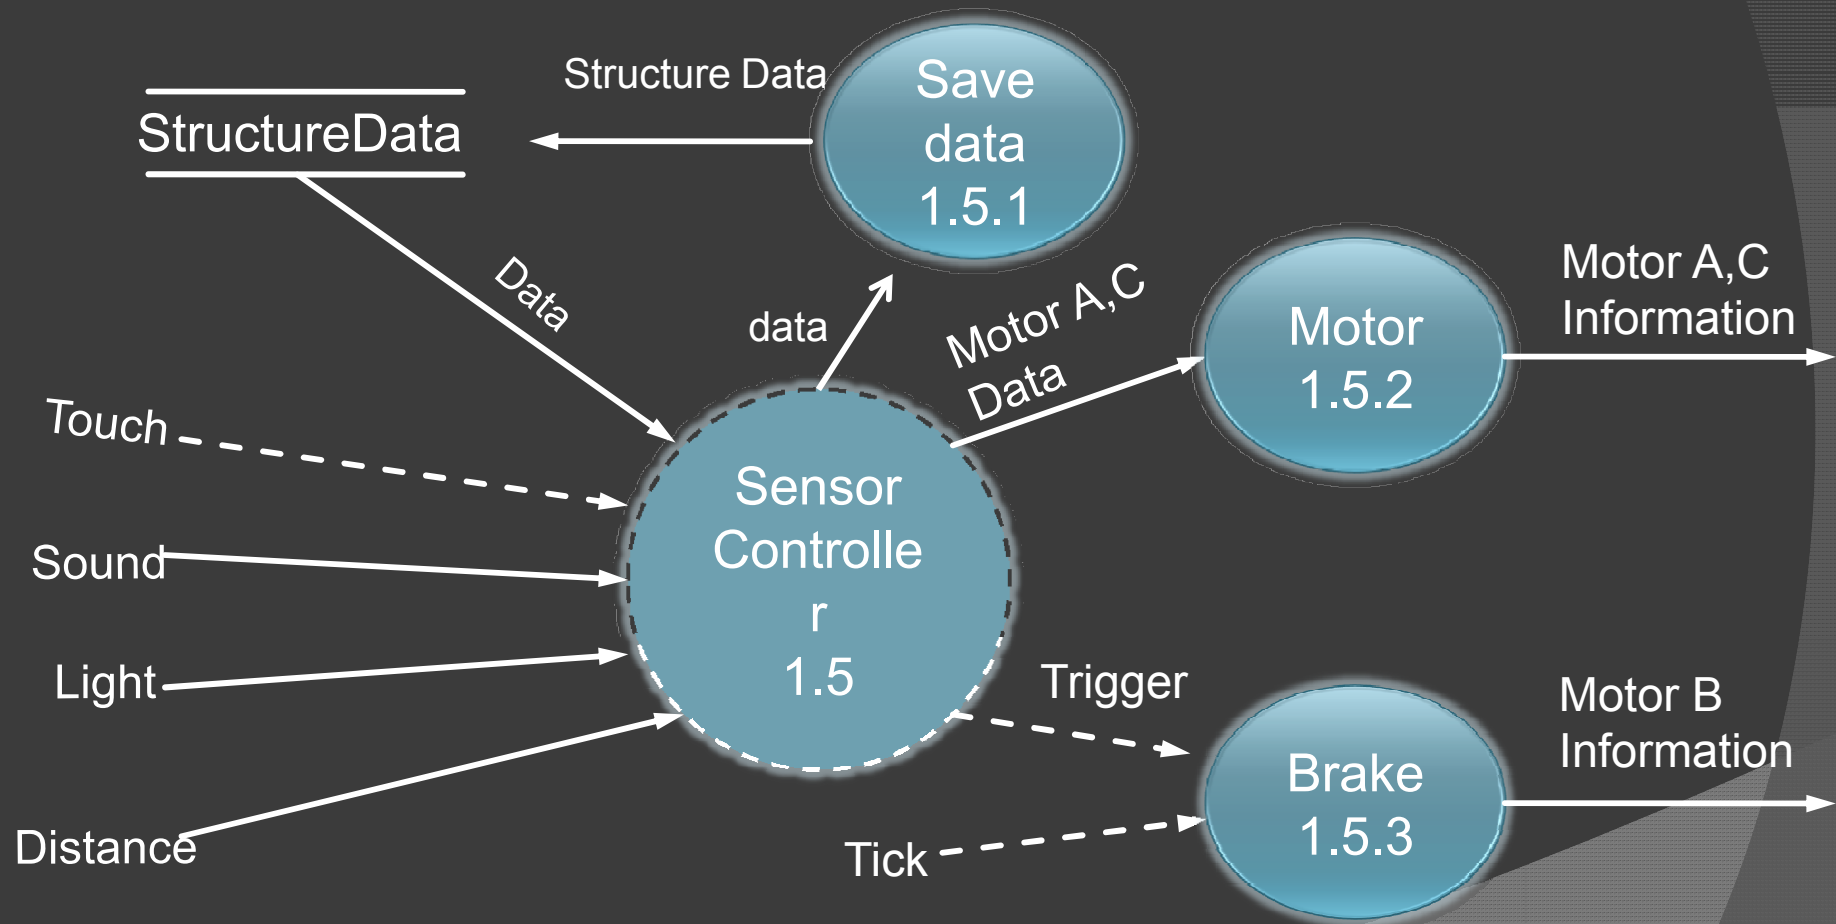 Structure Data
Save
data
1.5.1
StructureData
Data
data
Motor A,C
Data
Motor
1.5.2
Motor A,C
Information
Touch
Sound
Light
Distance
Sensor
Controlle
r
1.5
Trigger
Tick
Brake
1.5.3
Motor B
Information